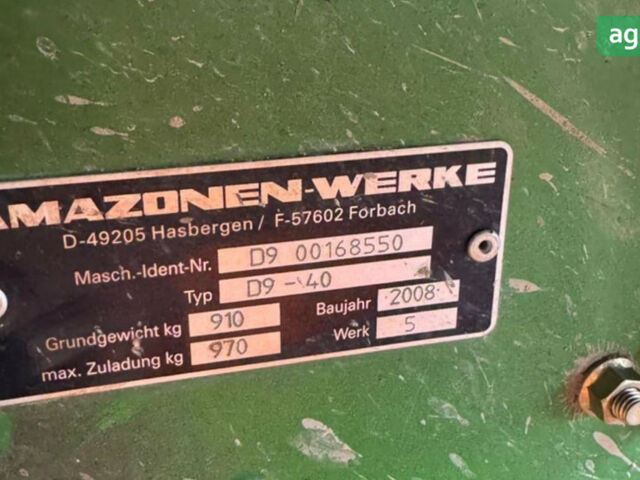 ag
AMAZONEN-WERKE
D-49205 Hasbergen / F-57602 Forbach
Masch.-Ident-Nr. D9 00168550
Typ D9-40
Grundgewicht kg 910 Baujahr 2008
max. Zuladung kg 970 Werk 5